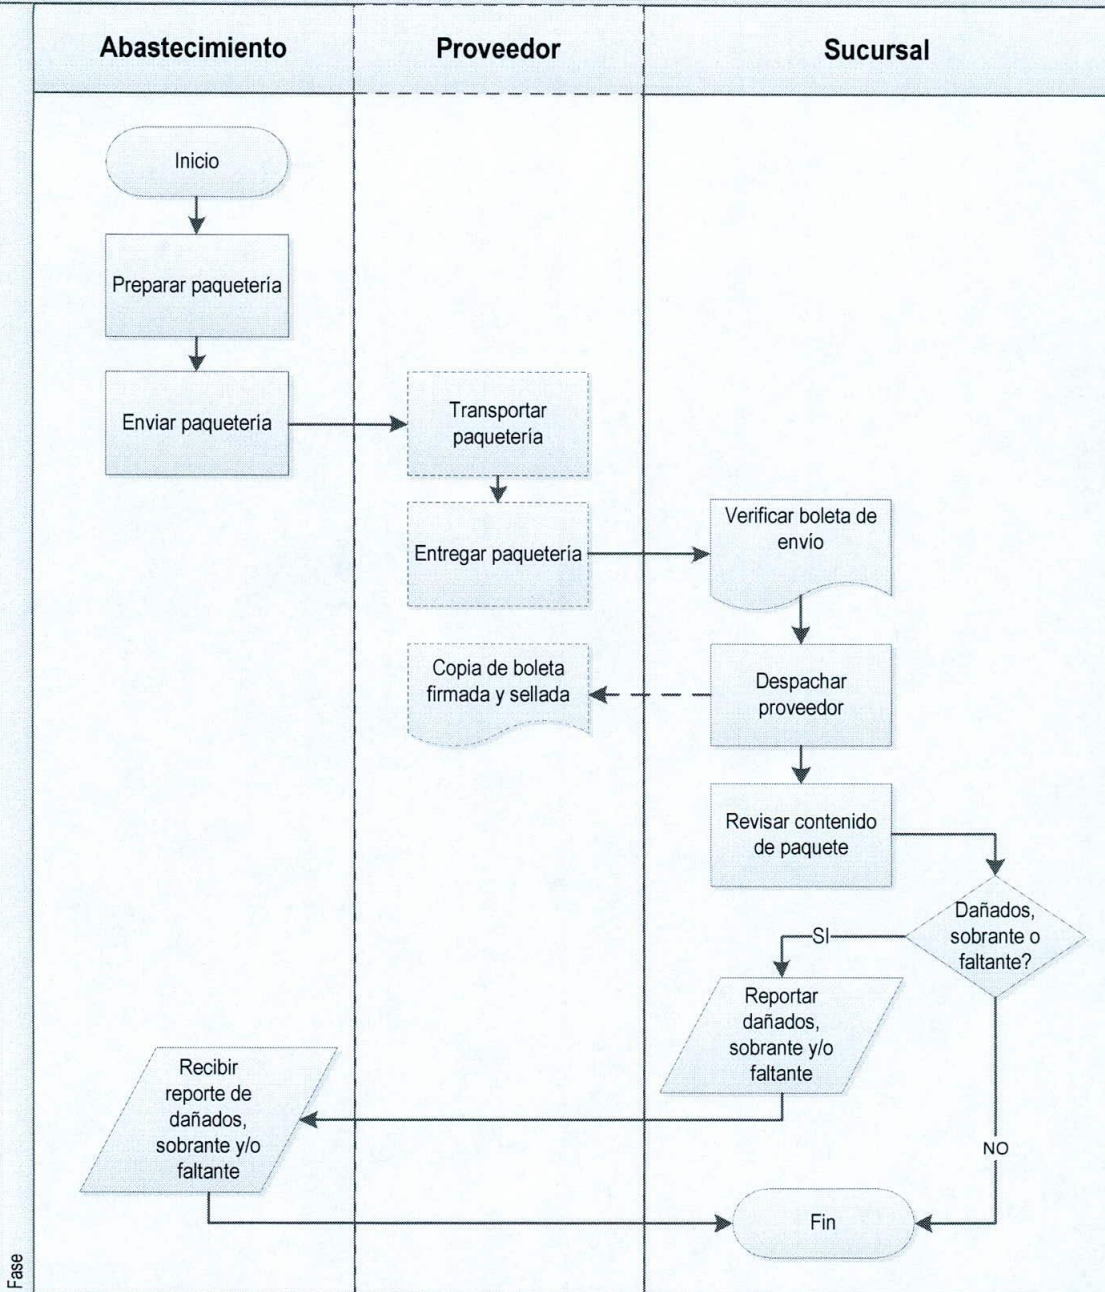 Abastecimiento
Proveedor
Sucursal
Inicio
Preparar paquetería
Enviar paquetería
Transportar
paquetería
Entregar paquetería
Verificar boleta de
envío
Copia de boleta
firmada y sellada
Despachar
proveedor
Revisar contenido
de paquete
Dañados,
sobrante o
faltante?
SI
Reportar
dañados,
sobrante y/o
faltante
Recibir
reporte de
dañados,
sobrante y/o
faltante
NO
Fin
Fase